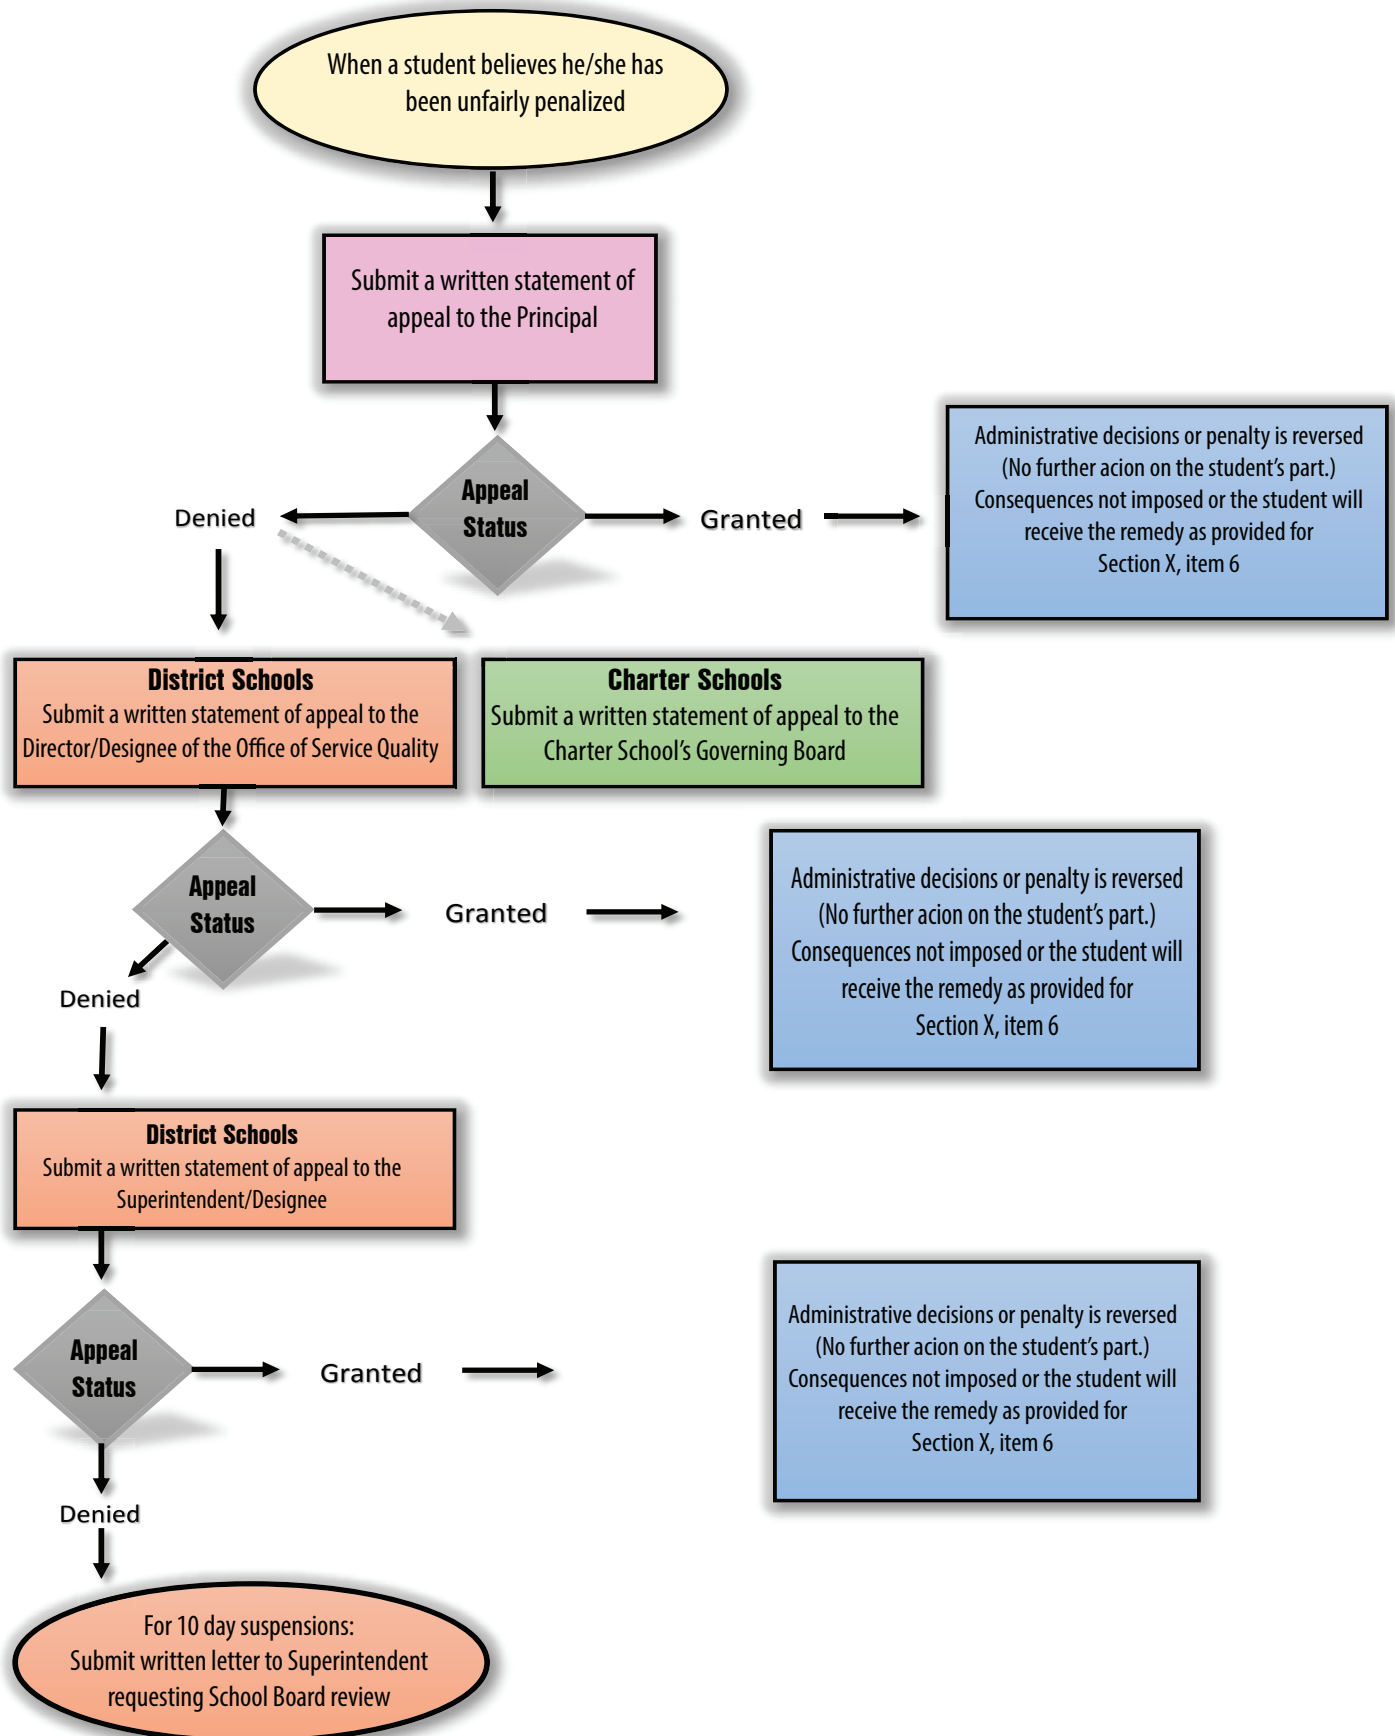 When a student believes he/she has
been unfairly penalized
Submit a written statement of
appeal to the Principal
Appeal
Status
Denied
Granted
Administrative decisions or penalty is reversed
(No further acion on the student's part.)
Consequences not imposed or the student will
receive the remedy as provided for
Section X, item 6
District Schools
Submit a written statement of appeal to the
Director/Designee of the Office of Service Quality
Charter Schools
Submit a written statement of appeal to the
Charter School's Governing Board
Appeal
Status
Granted
Administrative decisions or penalty is reversed
(No further acion on the student's part.)
Consequences not imposed or the student will
receive the remedy as provided for
Section X, item 6
Denied
District Schools
Submit a written statement of appeal to the
Superintendent/Designee
Appeal
Status
Granted
Administrative decisions or penalty is reversed
(No further acion on the student's part.)
Consequences not imposed or the student will
receive the remedy as provided for
Section X, item 6
Denied
For 10 day suspensions:
Submit written letter to Superintendent
requesting School Board review